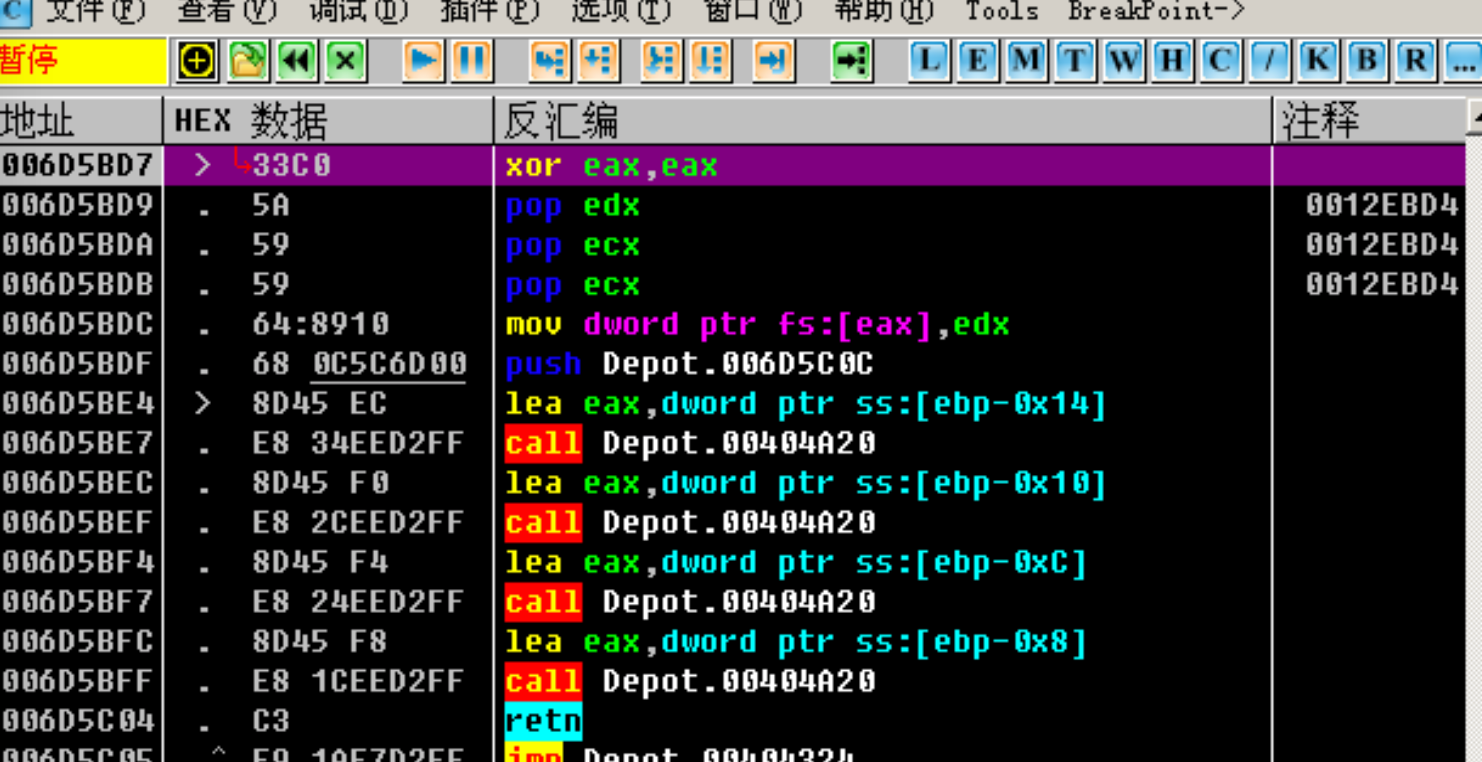 C 文件(F) 查看(V) 调试(D) 插件(P) 选项(T) 窗口(W) 帮助(H) Tools BreakPoint->
暂停 L E M T W H C / K B R ...
地址 HEX 数据 反汇编 注释
006D5BD7 > 33C0 xor eax,eax
006D5BD9 . 5A pop edx 0012EBD4
006D5BDA . 59 pop ecx 0012EBD4
006D5BDB . 59 pop ecx 0012EBD4
006D5BDC . 64:8910 mov dword ptr fs:[eax],edx
006D5BDF . 68 0C5C6D00 push Depot.006D5C0C
006D5BE4 > 8D45 EC lea eax,dword ptr ss:[ebp-0x14]
006D5BE7 . E8 34EED2FF call Depot.00404A20
006D5BEC . 8D45 F0 lea eax,dword ptr ss:[ebp-0x10]
006D5BEF . E8 2CEED2FF call Depot.00404A20
006D5BF4 . 8D45 F4 lea eax,dword ptr ss:[ebp-0xC]
006D5BF7 . E8 24EED2FF call Depot.00404A20
006D5BFC . 8D45 F8 lea eax,dword ptr ss:[ebp-0x8]
006D5BFF . E8 1CEED2FF call Depot.00404A20
006D5C04 . C3 retn
006D5C05 .^ E9 1AE7D2FF jmp Depot.00404324